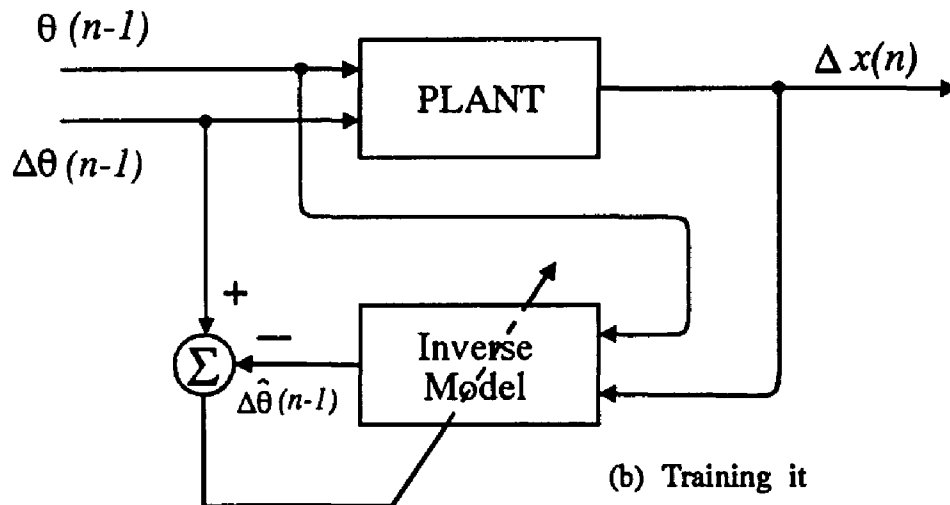 θ (n-1)
PLANT
Δ x(n)
Δθ (n-1)
+
−
Σ
Δθ̂ (n-1)
Inverse
Model
(b) Training it